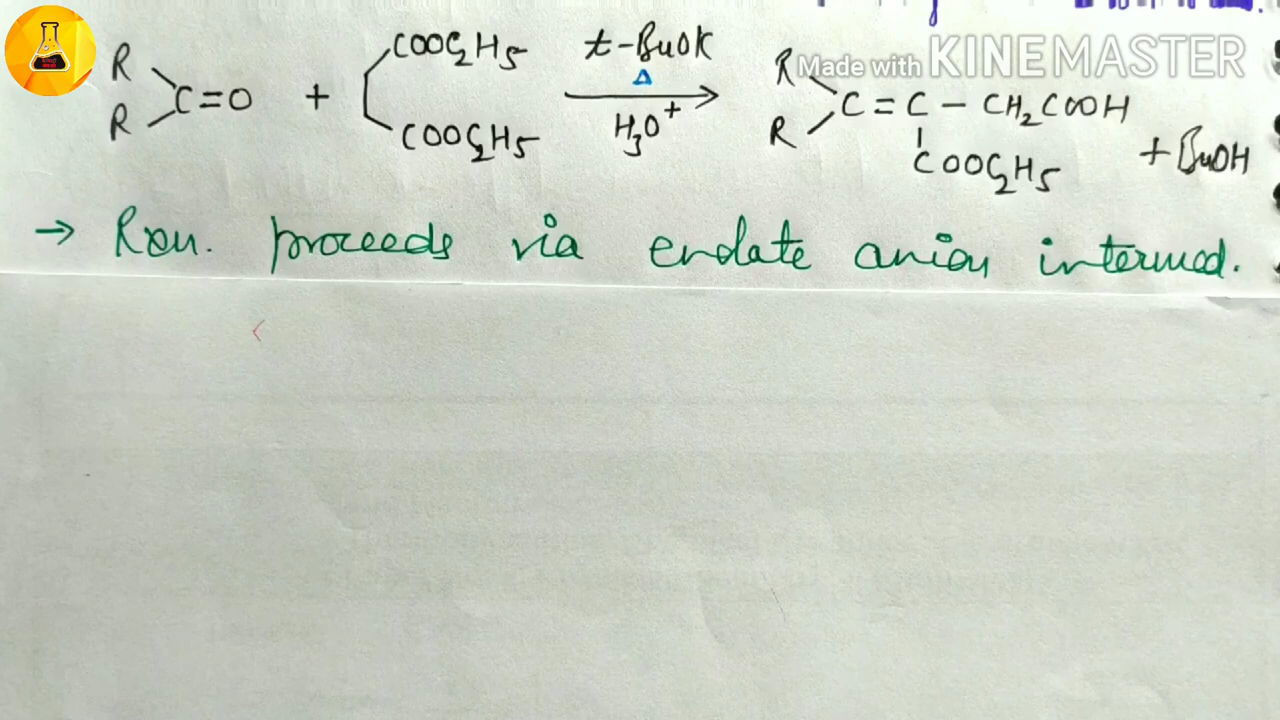 R
R
C=O + COOC2H5
COOC2H5
t-BuOK
Δ
H3O+
R
R
C = C - CH2COOH
COOC2H5
+ BuOH
Made with KINEMASTER
→ Rxn. proceeds via enolate anion intermed.